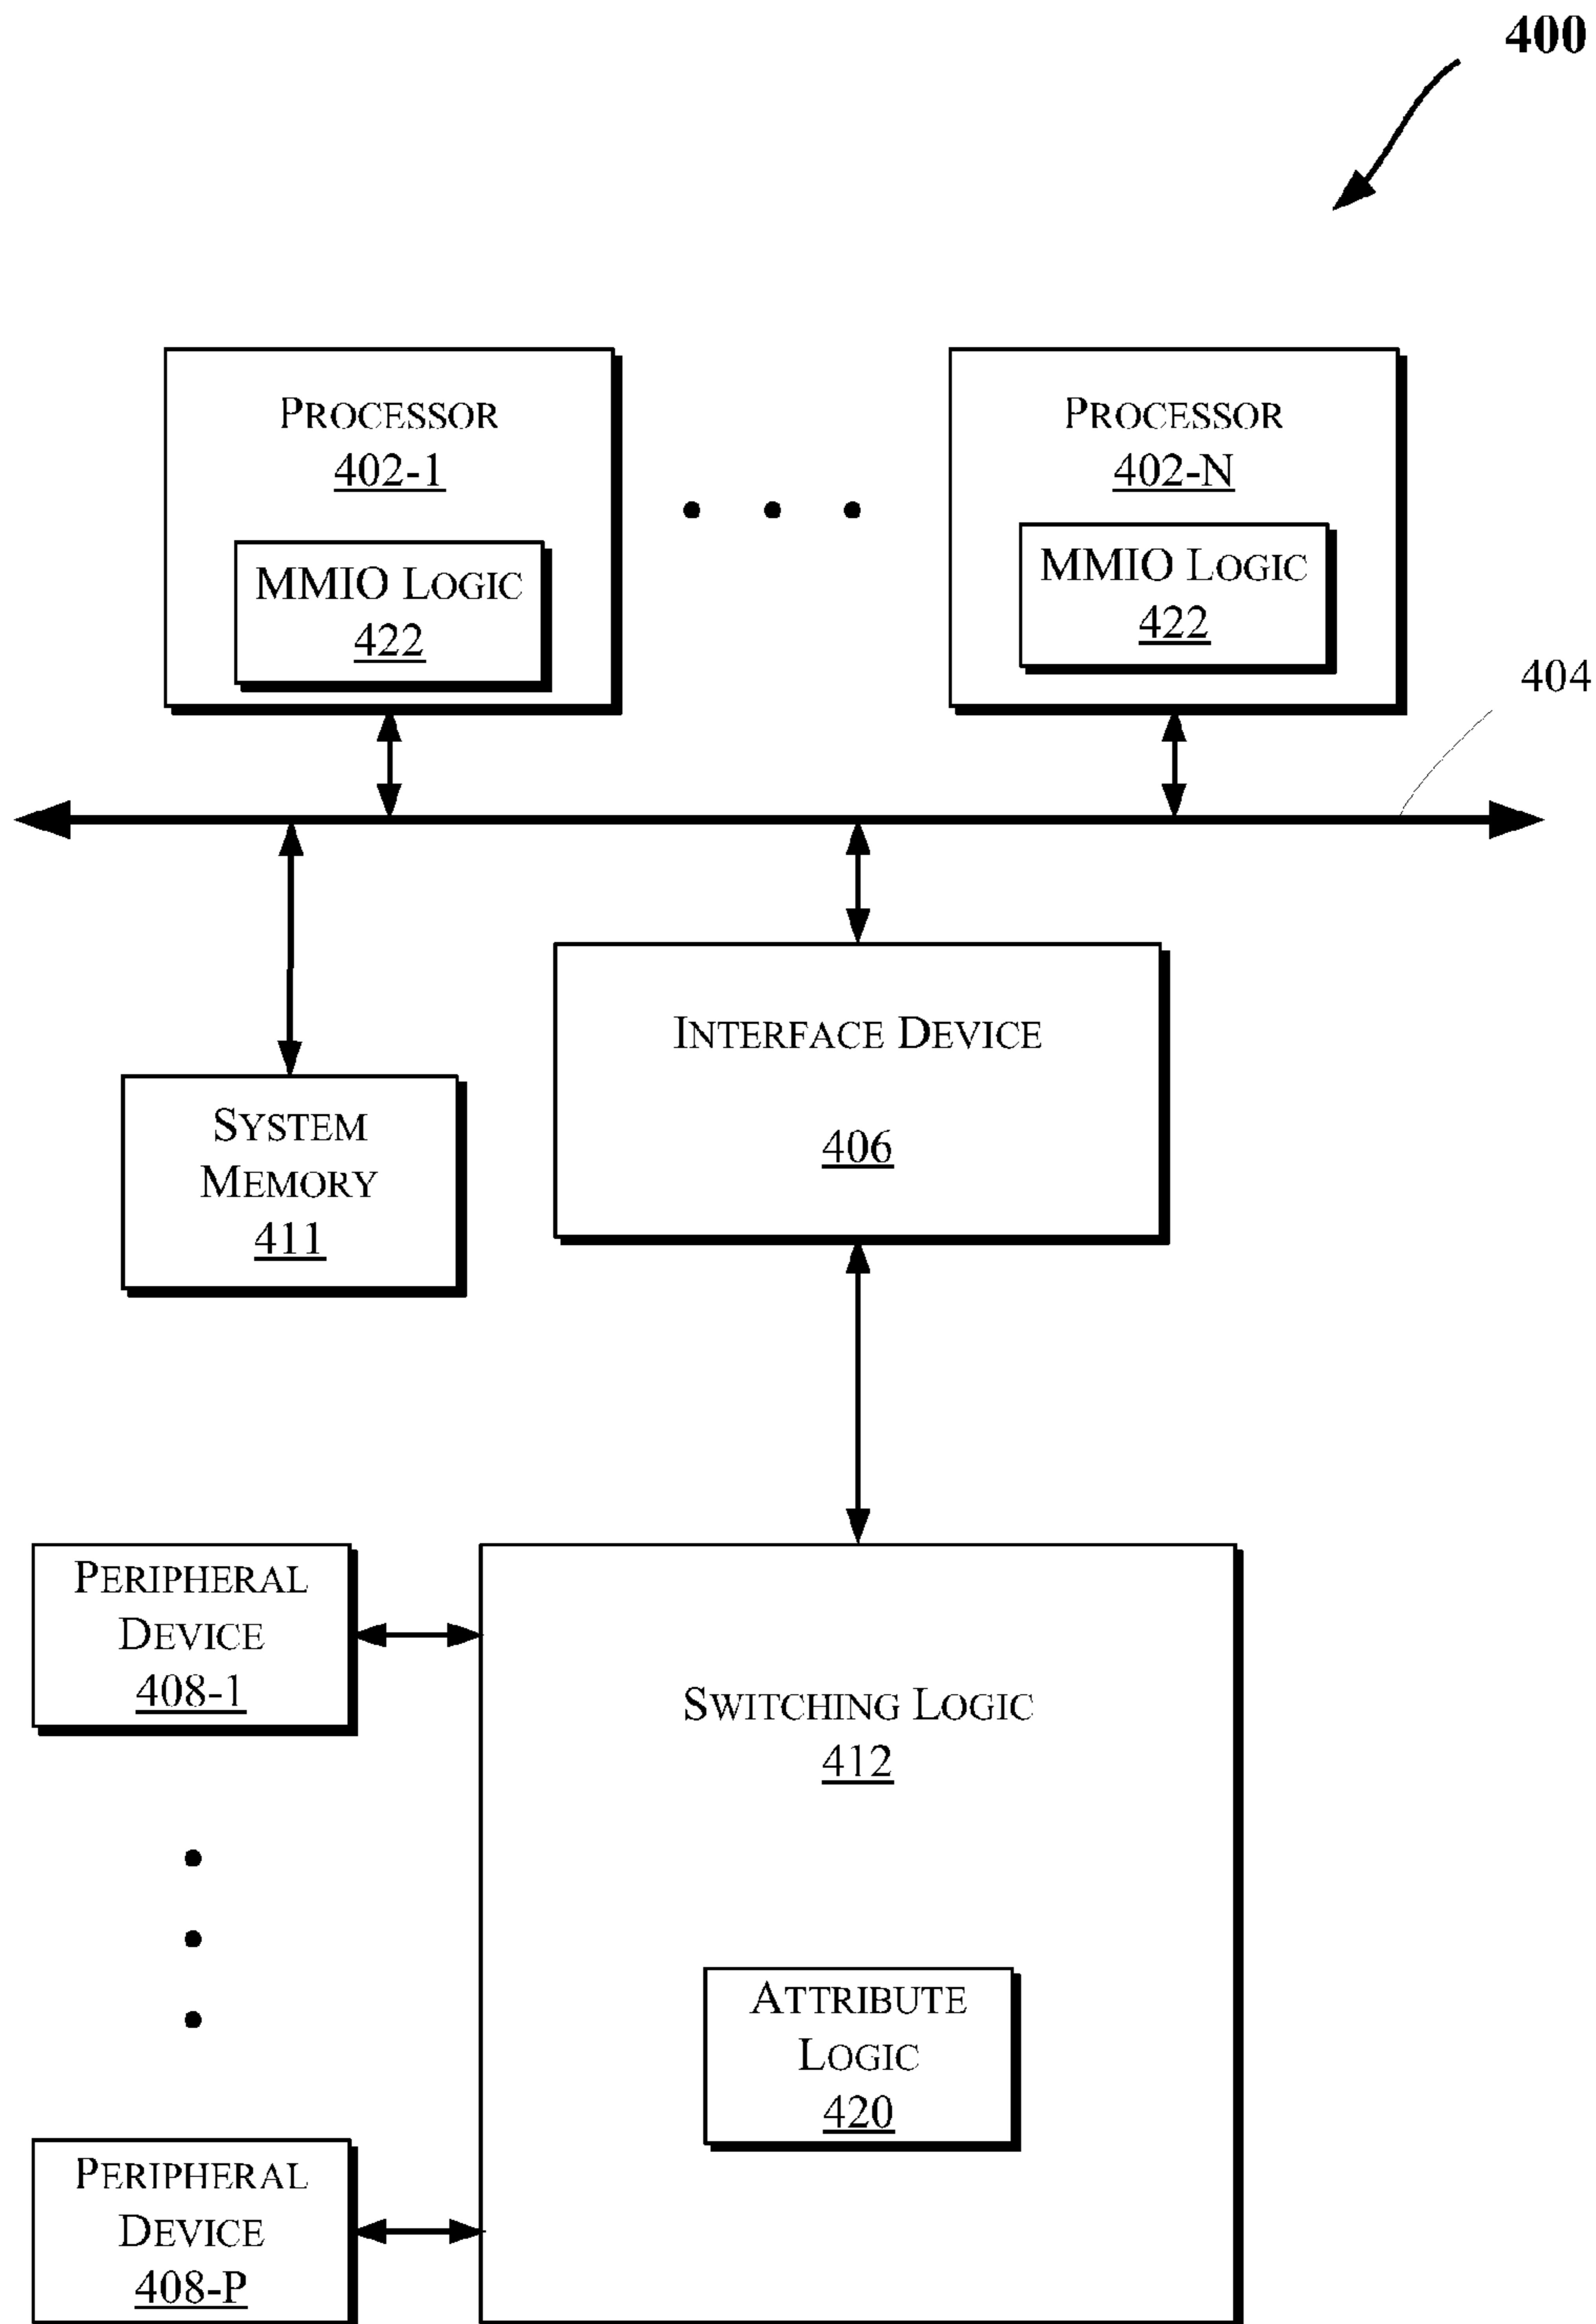 400
PROCESSOR
402-1
MMIO LOGIC
422
PROCESSOR
402-N
MMIO LOGIC
422
404
INTERFACE DEVICE
406
SYSTEM
MEMORY
411
PERIPHERAL
DEVICE
408-1
SWITCHING LOGIC
412
ATTRIBUTE
LOGIC
420
PERIPHERAL
DEVICE
408-P